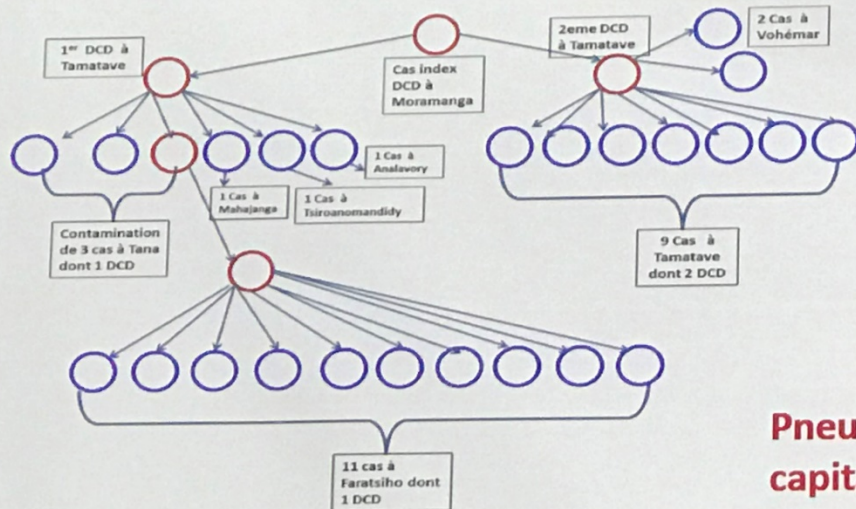 1er DCD à
Tamatave
Cas index
DCD à
Moramanga
2eme DCD
à Tamatave
2 Cas à
Vohémar
1 Cas à
Analavory
1 Cas à
Mahajanga
1 Cas à
Tsiroanomandidy
Contamination
de 3 cas à Tana
dont 1 DCD
9 Cas à
Tamatave
dont 2 DCD
11 cas à
Faratsiho dont
1 DCD
Pneu
capit